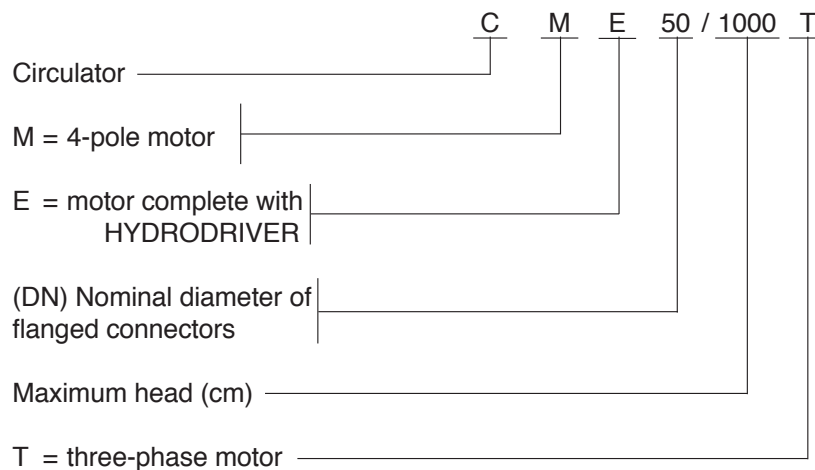 C M E 50 / 1000 T
Circulator
M = 4-pole motor
E = motor complete with
HYDRODRIVER
(DN) Nominal diameter of
flanged connectors
Maximum head (cm)
T = three-phase motor